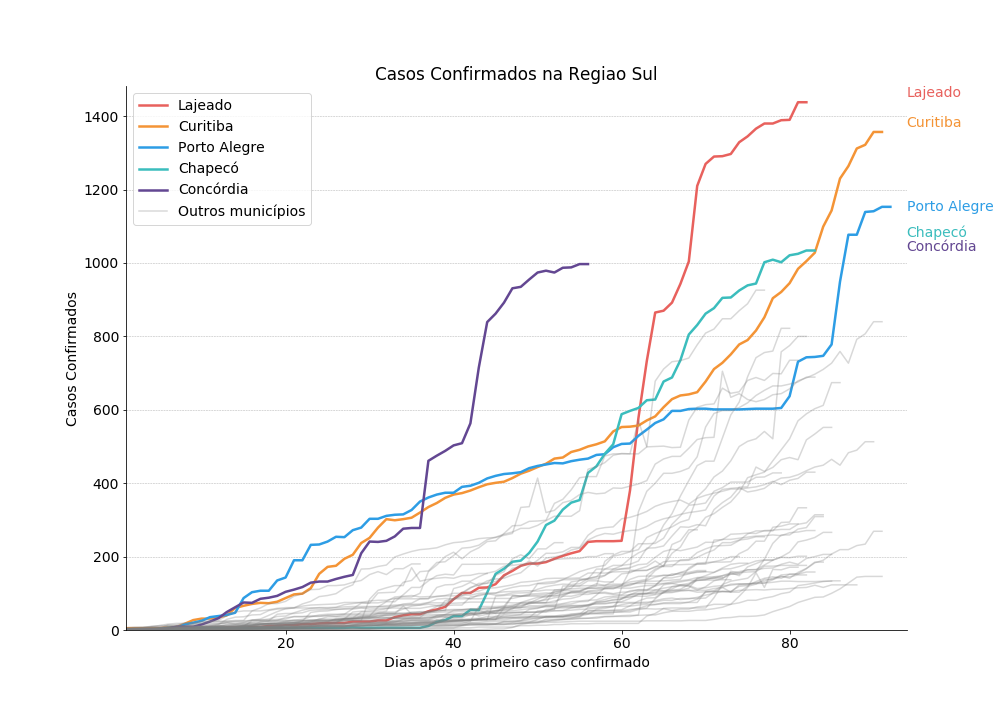 Casos Confirmados na Regiao Sul
Lajeado
Curitiba
Porto Alegre
Chapecó
Concórdia
Outros municípios
Lajeado
Curitiba
Porto Alegre
Chapecó
Concórdia
1400
1200
1000
800
600
400
200
0
Casos Confirmados
20
40
60
80
Dias após o primeiro caso confirmado